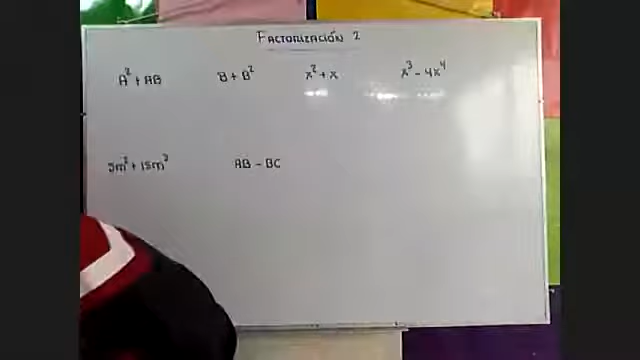 FACTORIZACIÓN 2
A² + AB B + B² x² + x x³ - 4x⁴
5m² + 15m³ AB - BC